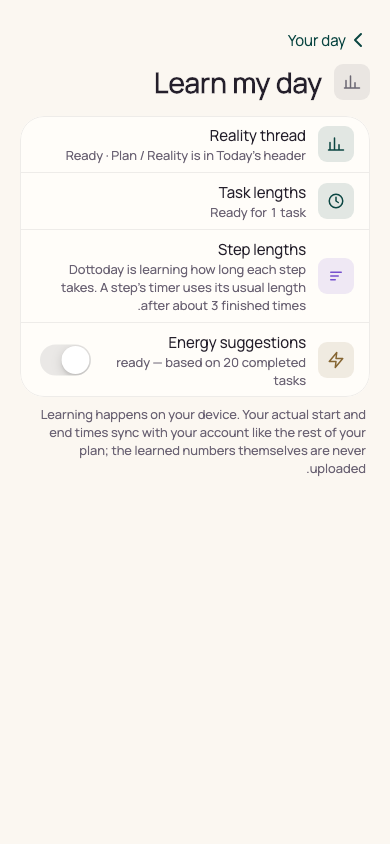 Your day
Learn my day
Reality thread
Ready · Plan / Reality is in Today's header
Task lengths
Ready for 1 task
Step lengths
Dottoday is learning how long each step
takes. A step's timer uses its usual length
after about 3 finished times.
Energy suggestions
ready — based on 20 completed
tasks
Learning happens on your device. Your actual start and
end times sync with your account like the rest of your
plan; the learned numbers themselves are never
uploaded.